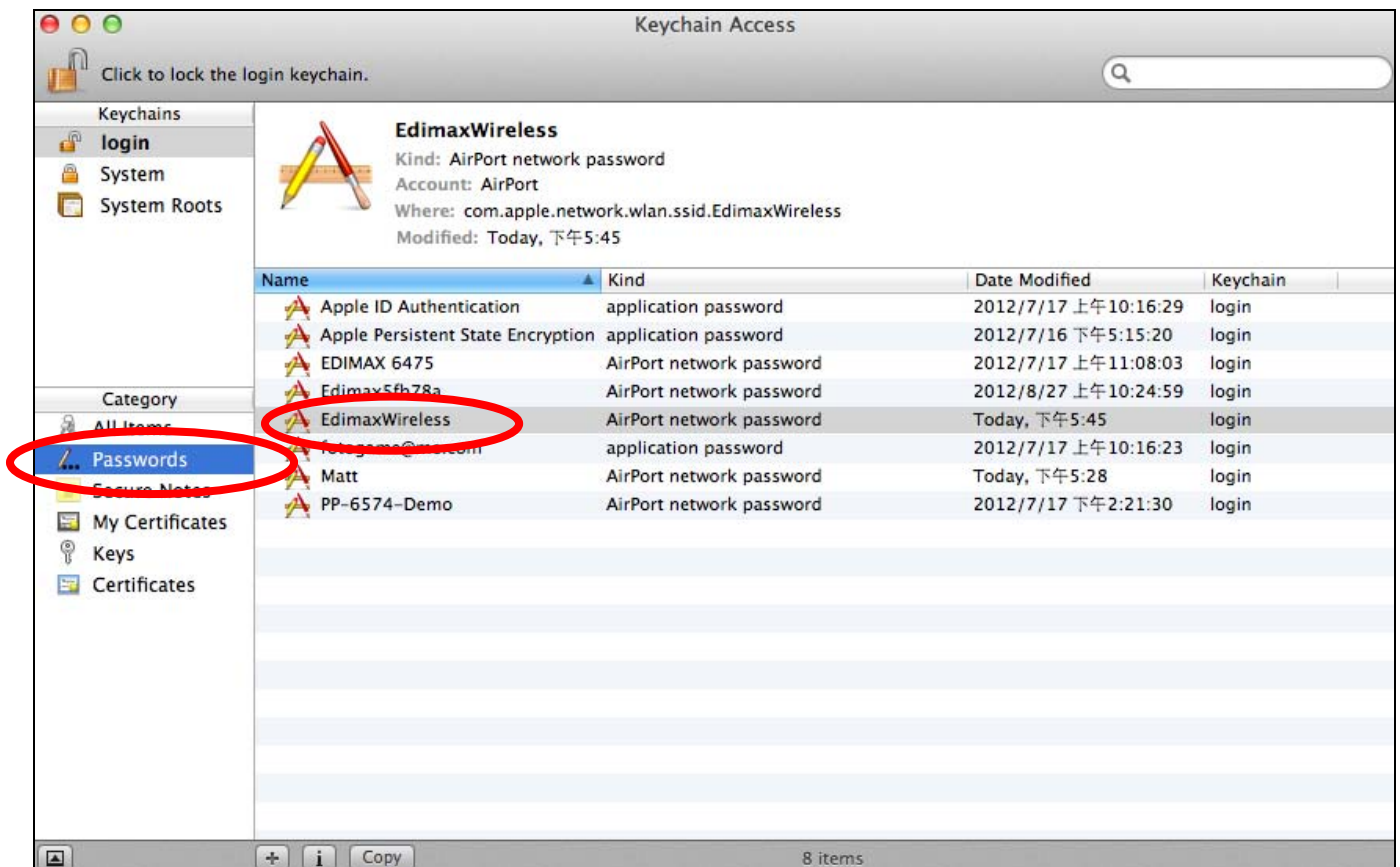 Keychain Access
Click to lock the login keychain.
Keychains
login
System
System Roots
EdimaxWireless
Kind: AirPort network password
Account: AirPort
Where: com.apple.network.wlan.ssid.EdimaxWireless
Modified: Today, 下午5:45
Name Kind Date Modified Keychain
Apple ID Authentication application password 2012/7/17 上午10:16:29 login
Apple Persistent State Encryption application password 2012/7/16 下午5:15:20 login
EDIMAX 6475 AirPort network password 2012/7/17 上午11:08:03 login
Edimax5fb78a AirPort network password 2012/8/27 上午10:24:59 login
EdimaxWireless AirPort network password Today, 下午5:45 login
application password 2012/7/17 上午10:16:23 login
Matt AirPort network password Today, 下午5:28 login
PP-6574-Demo AirPort network password 2012/7/17 下午2:21:30 login
Category
All Items
Passwords
Secure Notes
My Certificates
Keys
Certificates
Copy
8 items